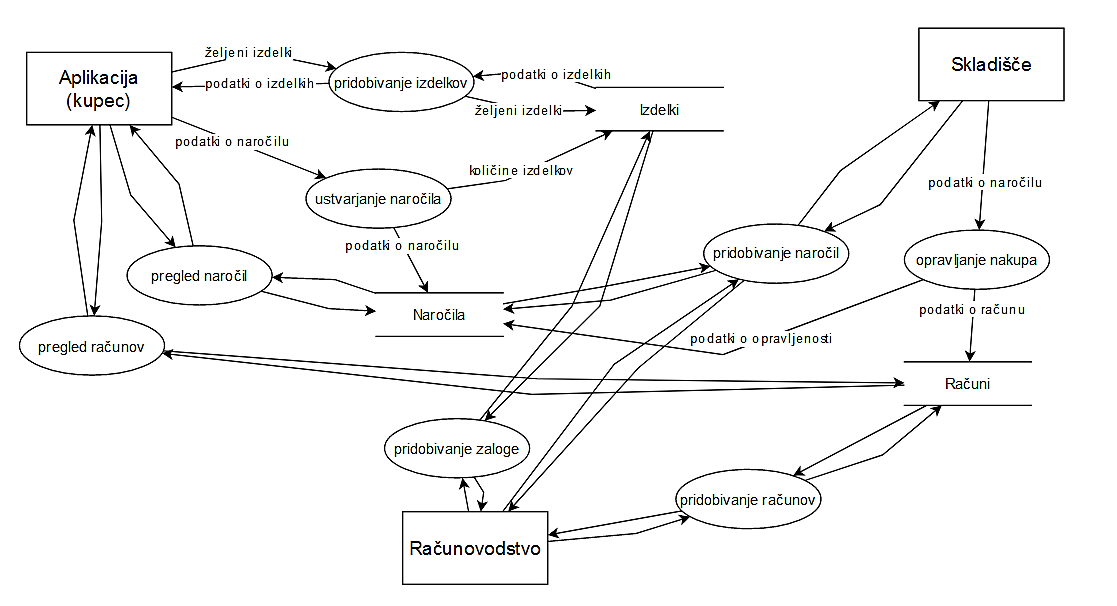 željeni izdelki
Aplikacija
(kupec)
podatki o izdelkih
pridobivanje izdelkov
podatki o izdelkih
željeni izdelki
Izdelki
Skladišče
podatki o naročilu
količine izdelkov
ustvarjanje naročila
podatki o naročilu
podatki o naročilu
pridobivanje naročil
opravljanje nakupa
pregled naročil
Naročila
podatki o računu
podatki o opravljenosti
pregled računov
Računi
pridobivanje zaloge
pridobivanje računov
Računovodstvo